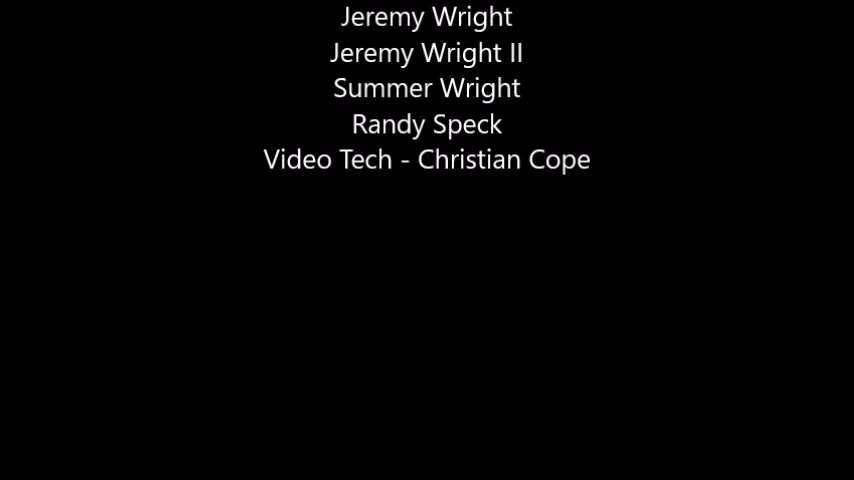 Jeremy Wright
Jeremy Wright II
Summer Wright
Randy Speck
Video Tech - Christian Cope